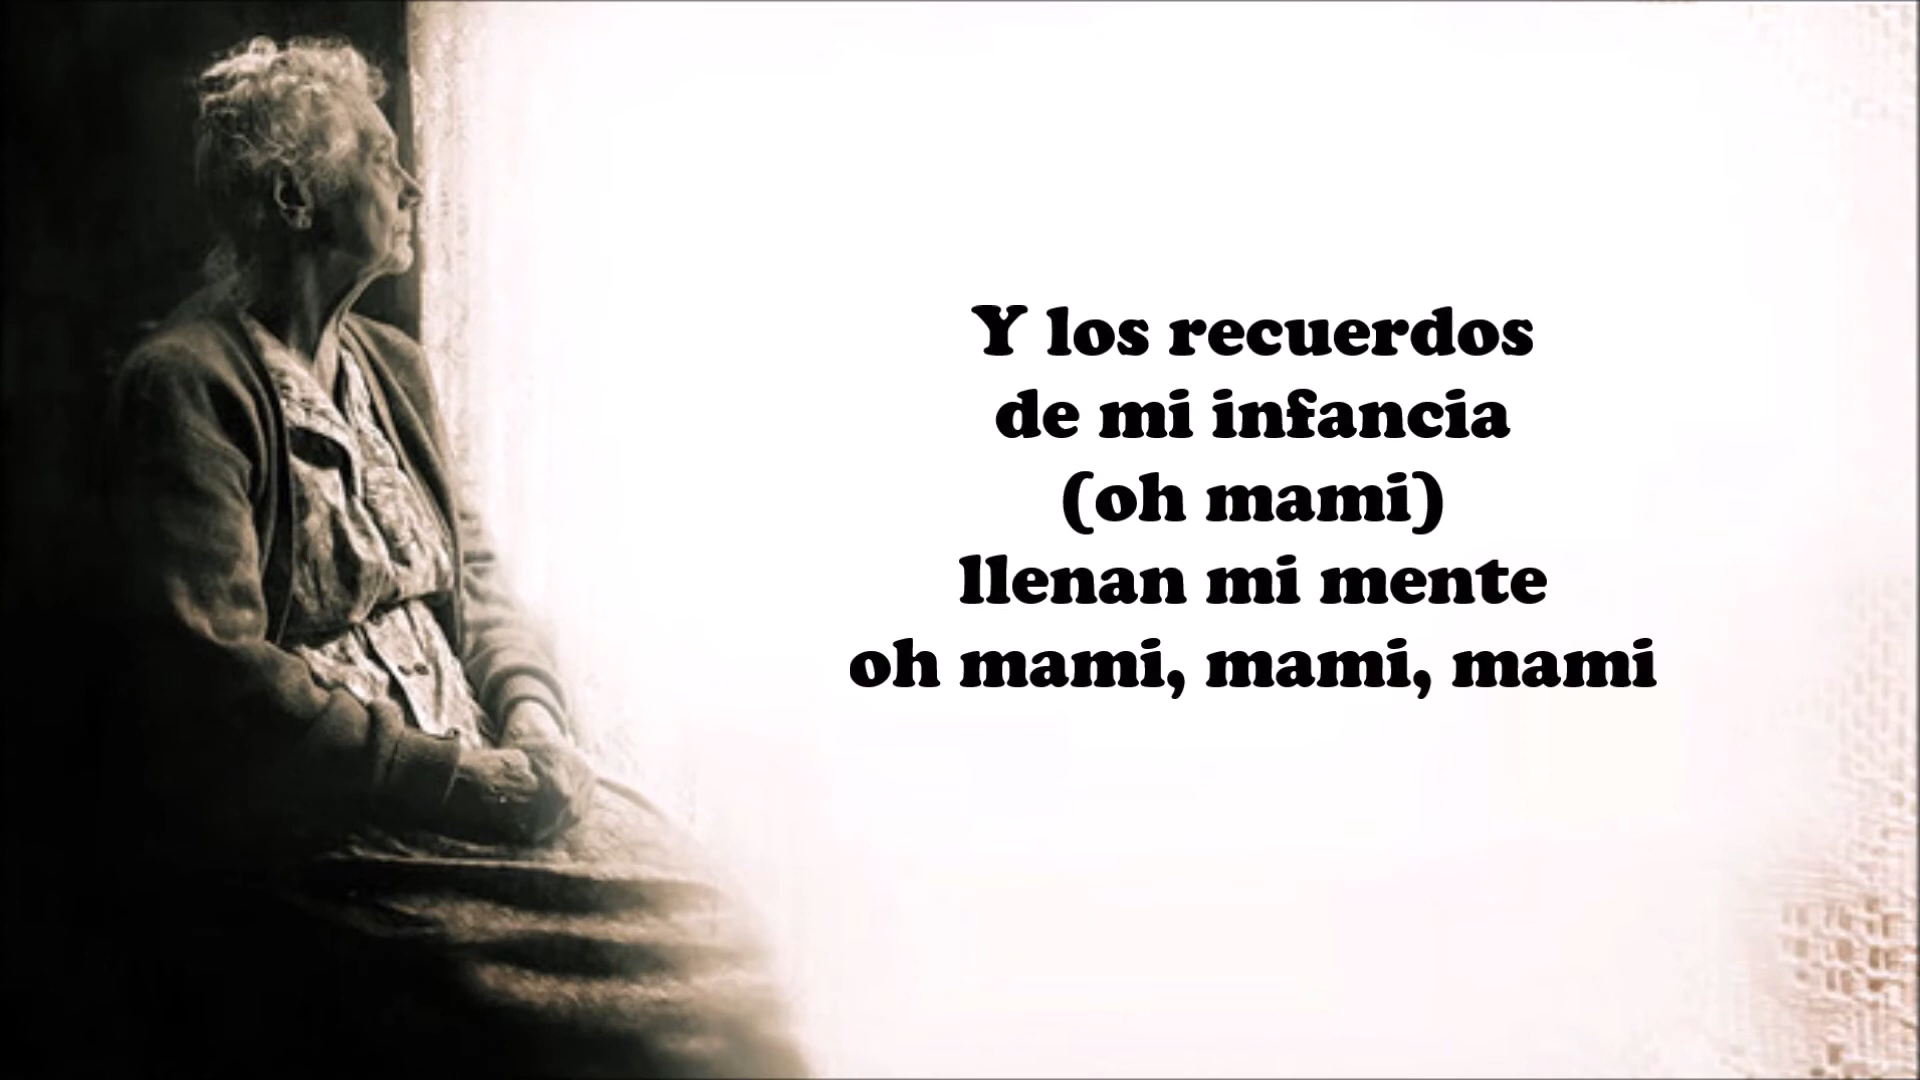 Y los recuerdos
de mi infancia
(oh mami)
llenan mi mente
oh mami, mami, mami